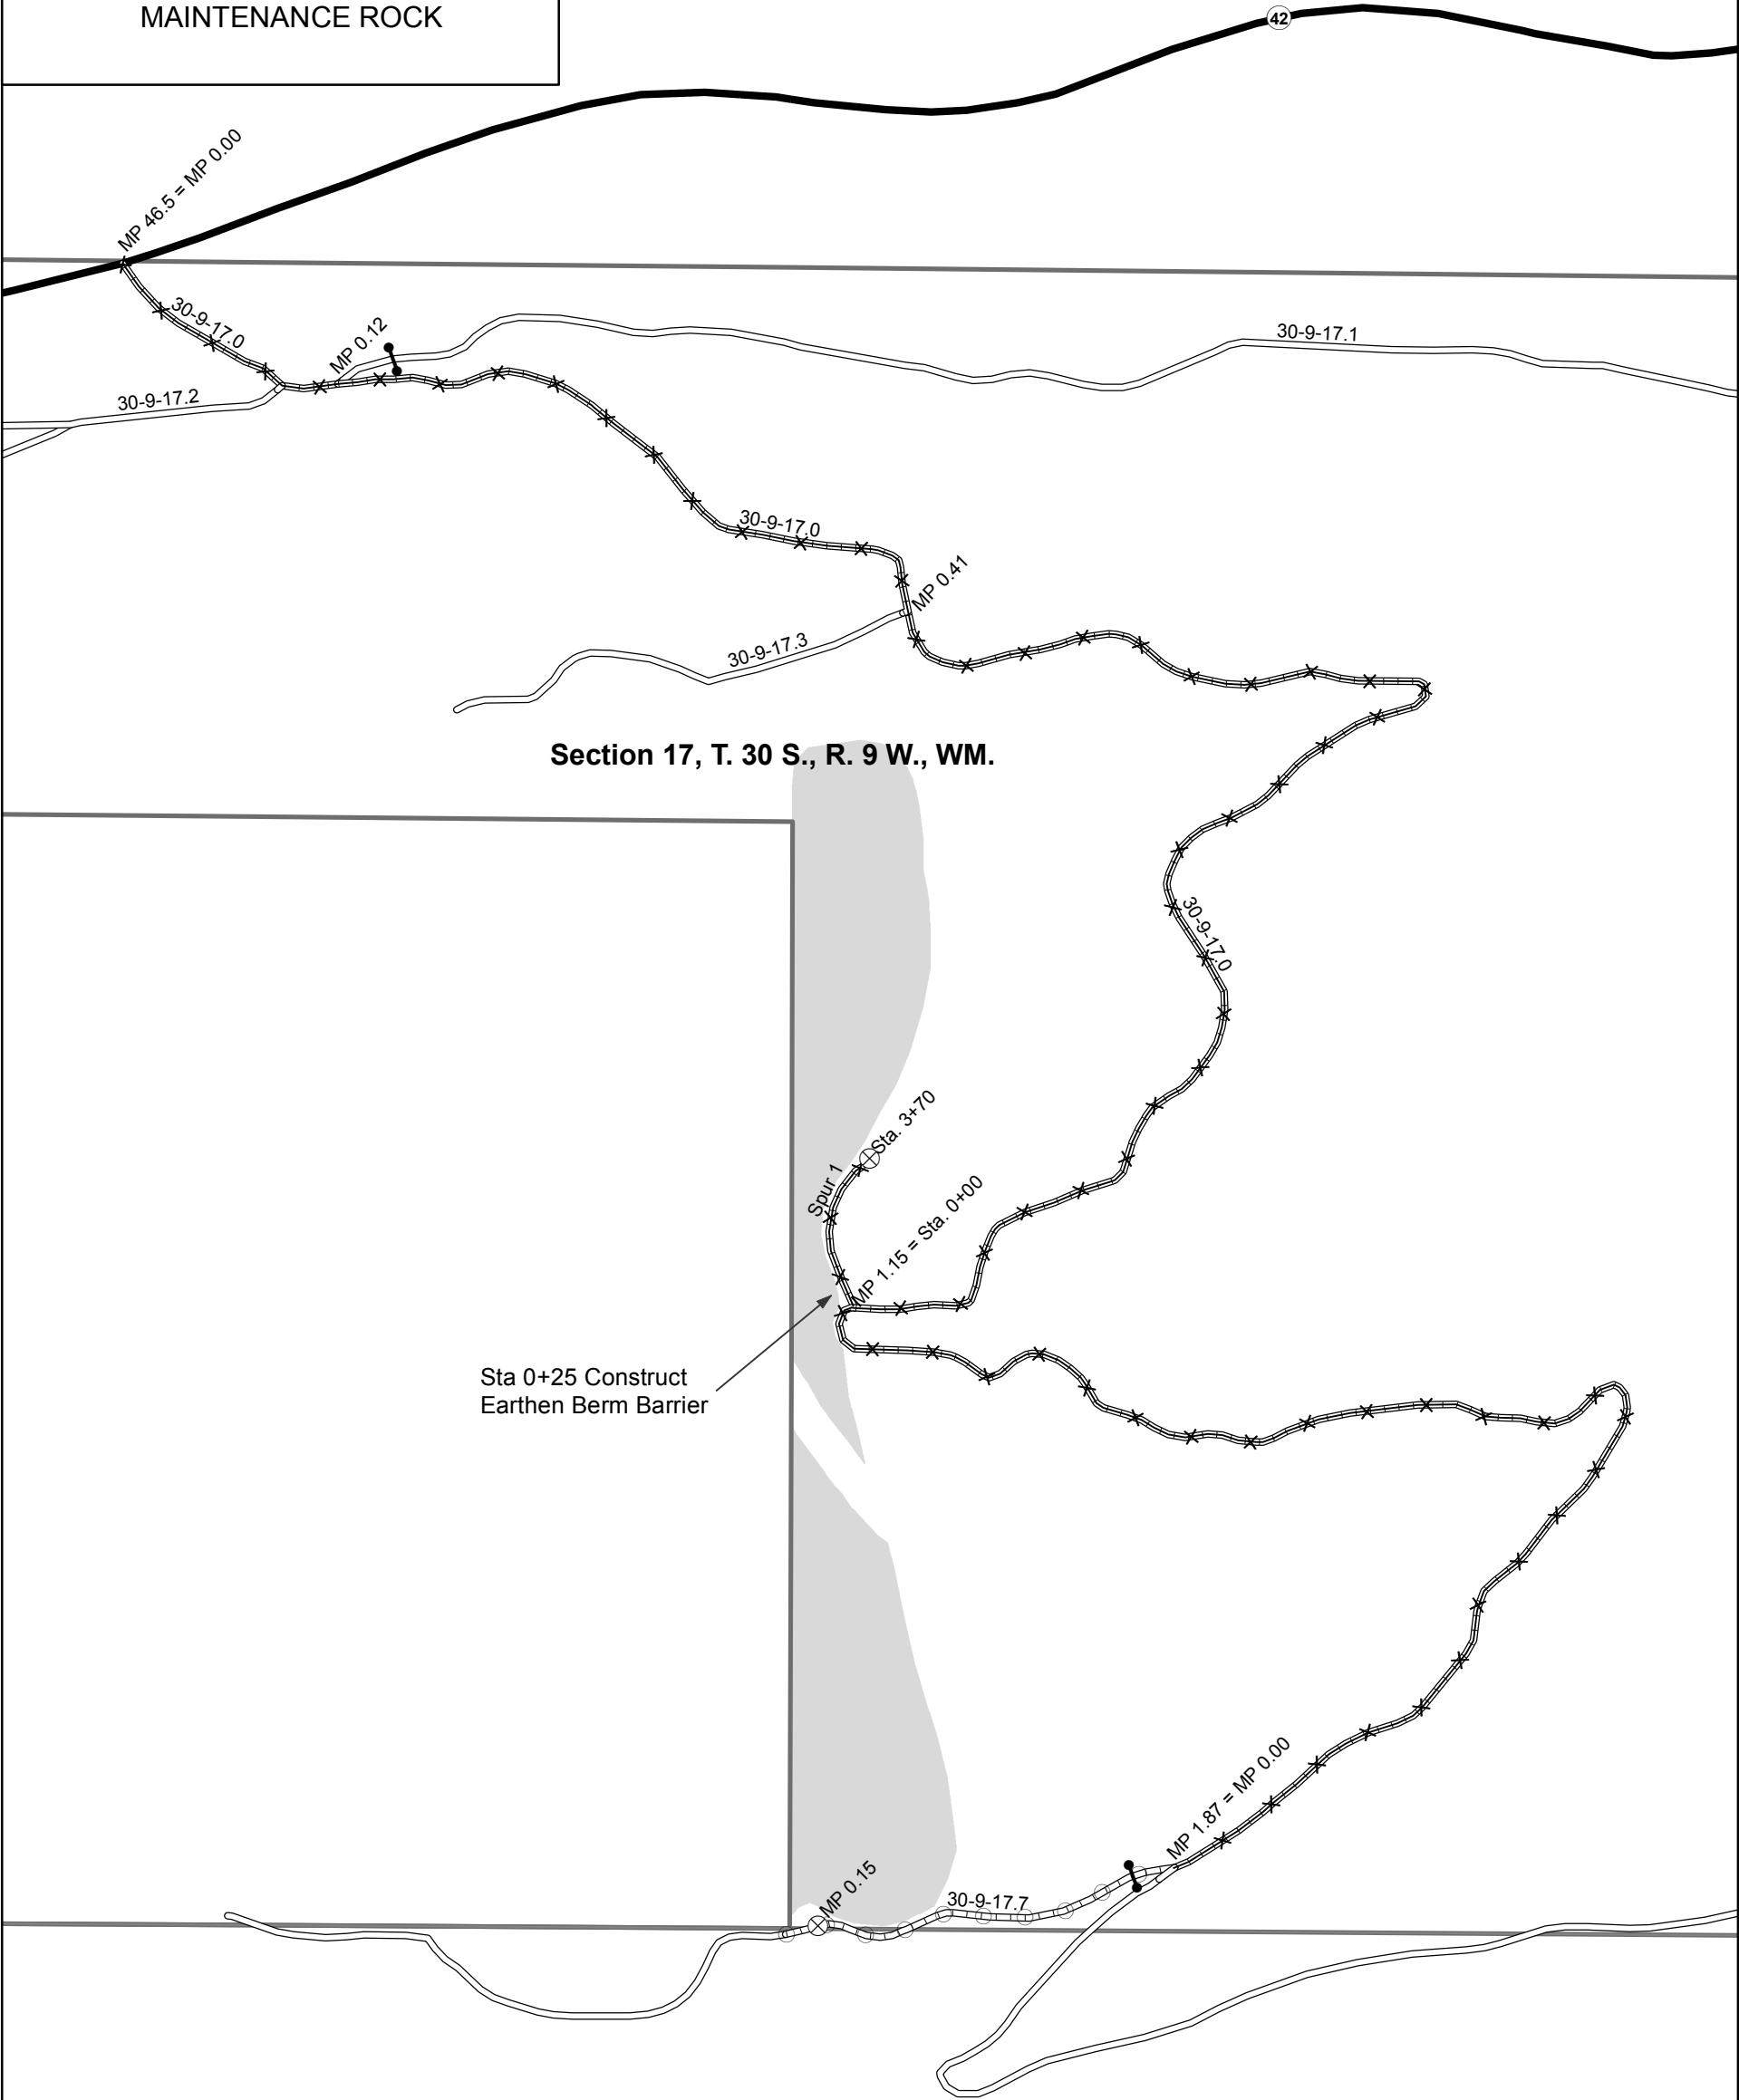 MAINTENANCE ROCK
42
MP 46.5 = MP 0.00
30-9-17.0
MP 0.12
30-9-17.1
30-9-17.2
30-9-17.0
MP 0.41
30-9-17.3
Section 17, T. 30 S., R. 9 W., WM.
30-9-17.0
Sta. 3+70
Spur 1
MP 1.15 = Sta. 0+00
Sta 0+25 Construct
Earthen Berm Barrier
MP 1.87 = MP 0.00
MP 0.15
30-9-17.7